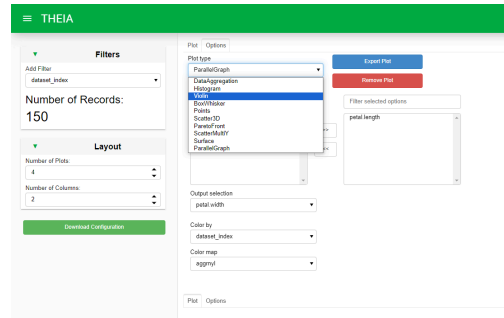 THEIA
Filters
Add Filter
dataset_index
Number of Records:
150
Layout
Number of Plots:
4
Number of Columns:
2
Download Configuration
Plot Options
Plot type
ParallelGraph
DataAggregation
Histogram
Violin
BoxWhisker
Points
Scatter3D
ParetoFront
ScatterMultiY
Surface
ParallelGraph
Export Plot
Remove Plot
Filter selected options
petal.length
Output selection
petal.width
Color by
dataset_index
Color map
aggmyl
Plot Options